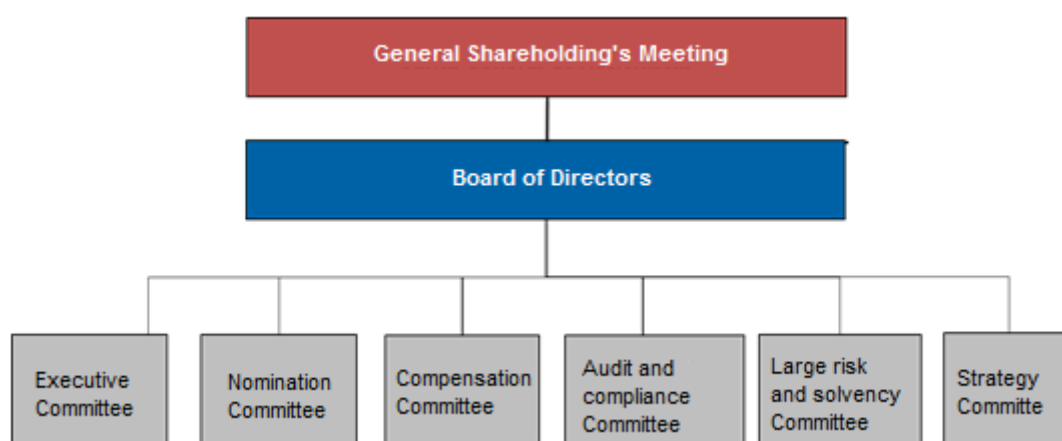 General Shareholding's Meeting
Board of Directors
Executive
Committee
Nomination
Committee
Compensation
Committee
Audit and
compliance
Committee
Large risk
and solvency
Committee
Strategy
Committe